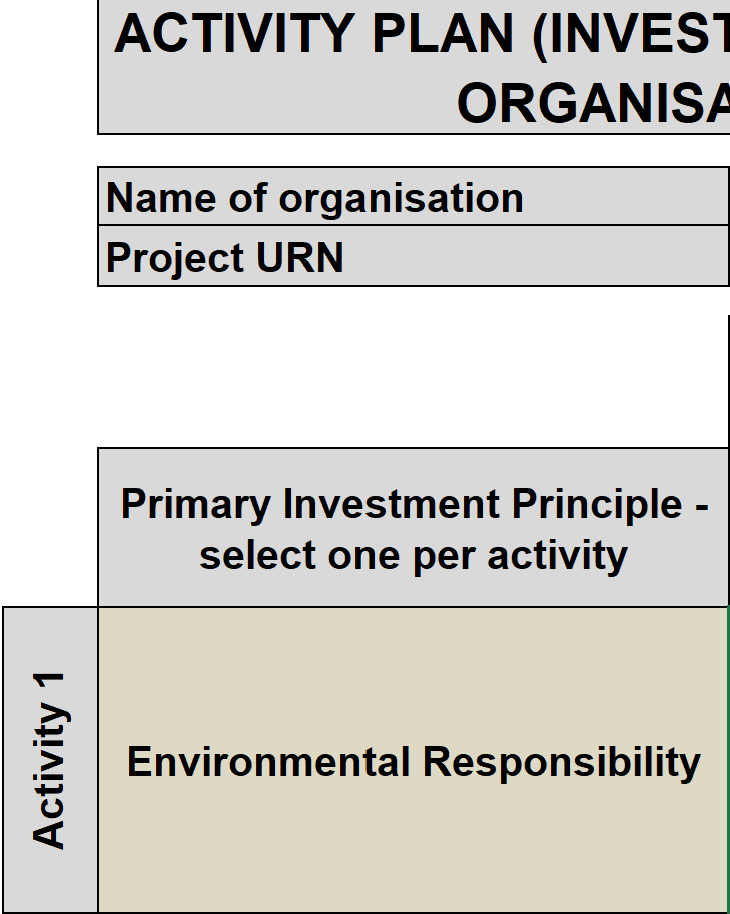 ACTIVITY PLAN (INVEST
ORGANISA
Name of organisation
Project URN
Primary Investment Principle -
select one per activity
Activity 1
Environmental Responsibility